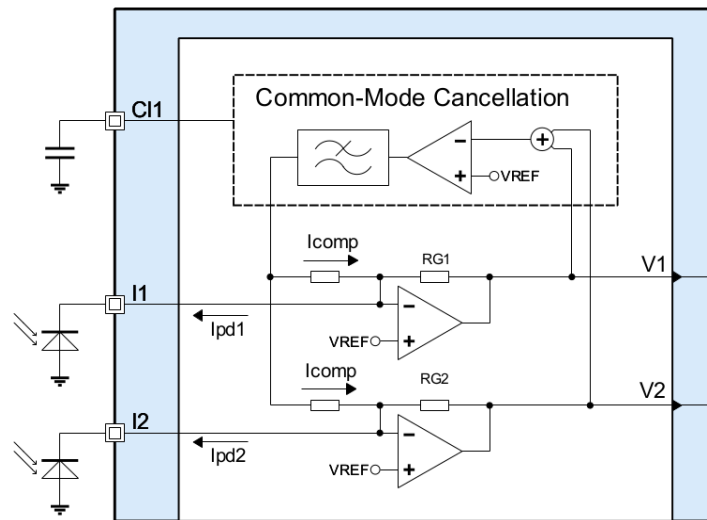 Common-Mode Cancellation
CI1
−
+
+
VREF
Icomp
RG1
V1
I1
−
+
Ipd1
VREF
Icomp
RG2
V2
I2
−
+
Ipd2
VREF